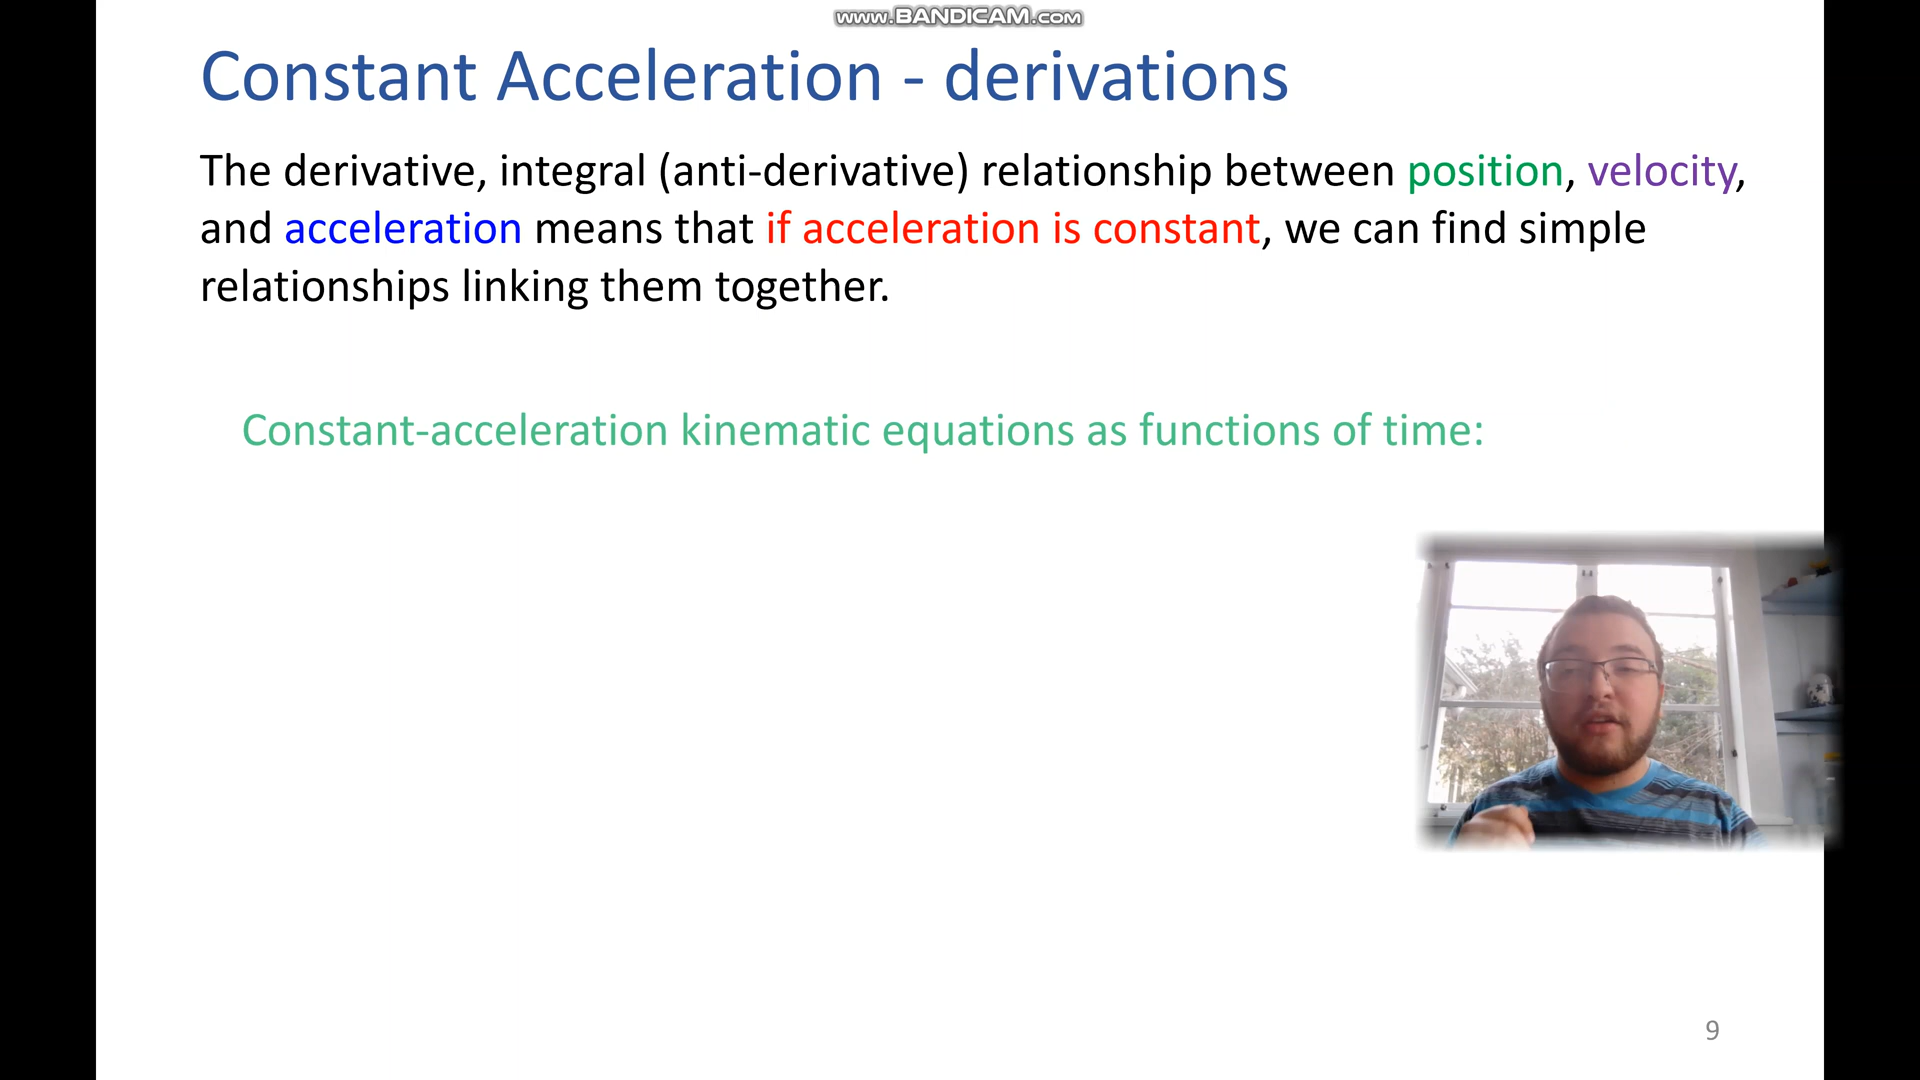 www.BANDICAM.com
Constant Acceleration - derivations
The derivative, integral (anti-derivative) relationship between position, velocity,
and acceleration means that if acceleration is constant, we can find simple
relationships linking them together.
Constant-acceleration kinematic equations as functions of time:
9